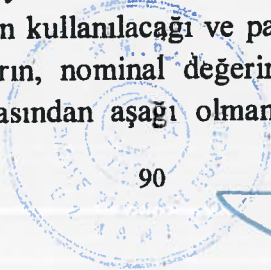 n kullanılacağı ve pa
rın, nominal değerin
asından aşağı olman
90